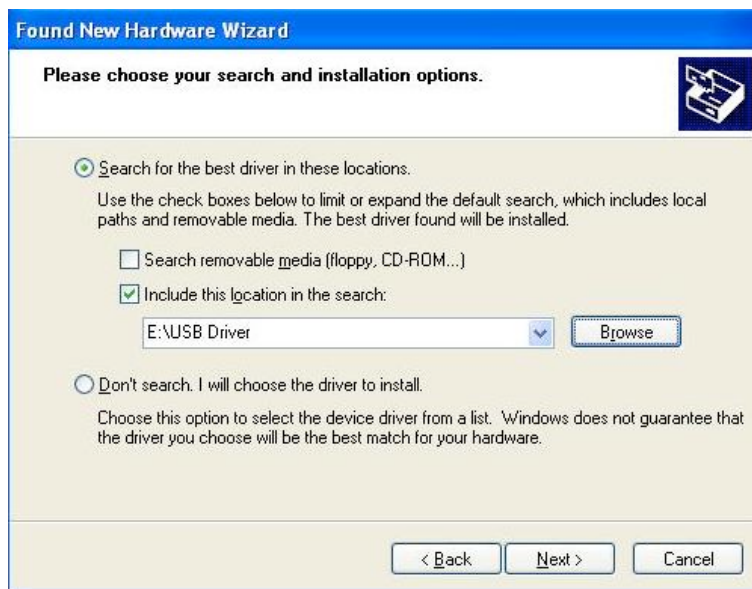 Found New Hardware Wizard
Please choose your search and installation options.
Search for the best driver in these locations.
Use the check boxes below to limit or expand the default search, which includes local
paths and removable media. The best driver found will be installed.
Search removable media (floppy, CD-ROM...)
Include this location in the search:
E:\USB Driver
Browse
Don't search. I will choose the driver to install.
Choose this option to select the device driver from a list. Windows does not guarantee that
the driver you choose will be the best match for your hardware.
< Back
Next >
Cancel